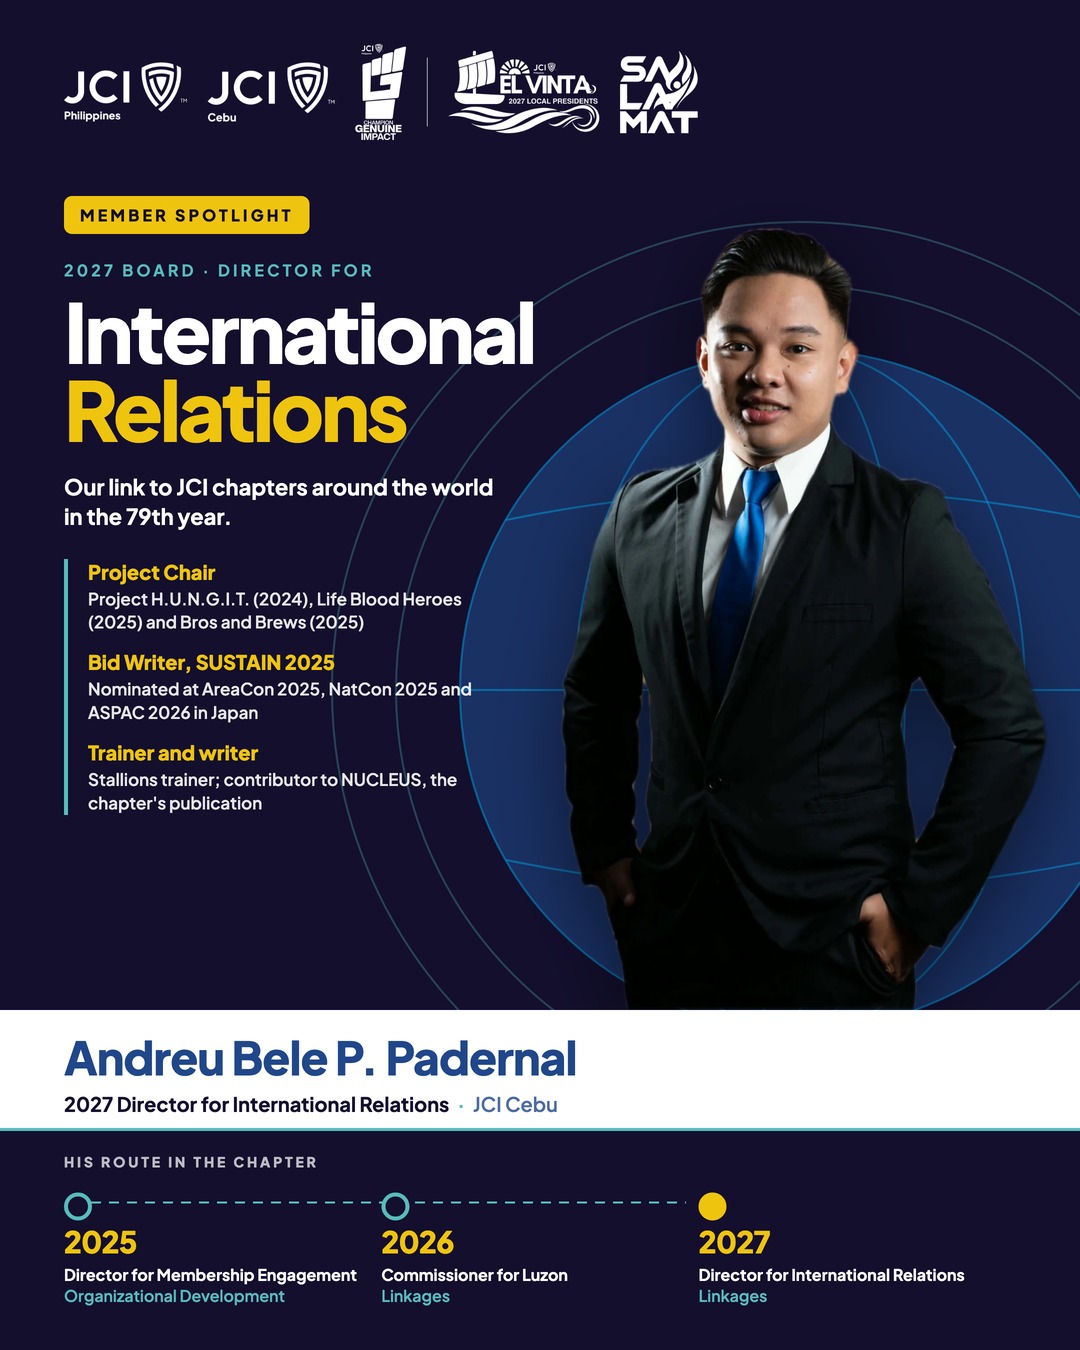 JCI
Philippines
TM
JCI
Cebu
TM
JCI
Philippines
G
CHAMPION
GENUINE
IMPACT
JCI
EL VINTA
2027 LOCAL PRESIDENTS
SA
LA
MAT
MEMBER SPOTLIGHT
2027 BOARD · DIRECTOR FOR
International
Relations
Our link to JCI chapters around the world
in the 79th year.
Project Chair
Project H.U.N.G.I.T. (2024), Life Blood Heroes
(2025) and Bros and Brews (2025)
Bid Writer, SUSTAIN 2025
Nominated at AreaCon 2025, NatCon 2025 and
ASPAC 2026 in Japan
Trainer and writer
Stallions trainer; contributor to NUCLEUS, the
chapter's publication
Andreu Bele P. Padernal
2027 Director for International Relations · JCI Cebu
HIS ROUTE IN THE CHAPTER
2025
Director for Membership Engagement
Organizational Development
2026
Commissioner for Luzon
Linkages
2027
Director for International Relations
Linkages